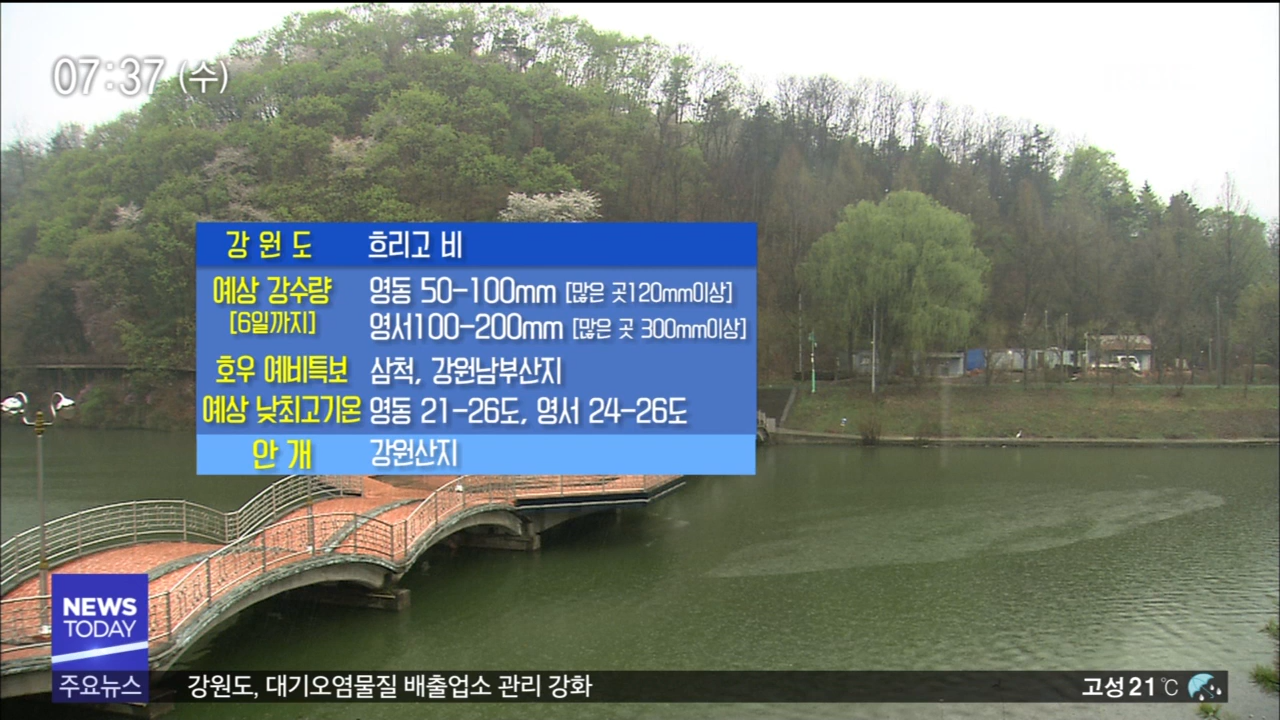 07:37 (수)
강원도 흐리고 비
예상 강수량 영동 50-100mm [많은 곳120mm이상]
[6일까지] 영서100-200mm [많은 곳 300mm이상]
호우 예비특보 삼척, 강원남부산지
예상 낮최고기온 영동 21-26도, 영서 24-26도
안개 강원산지
NEWS
TODAY
주요뉴스 강원도, 대기오염물질 배출업소 관리 강화 고성 21℃